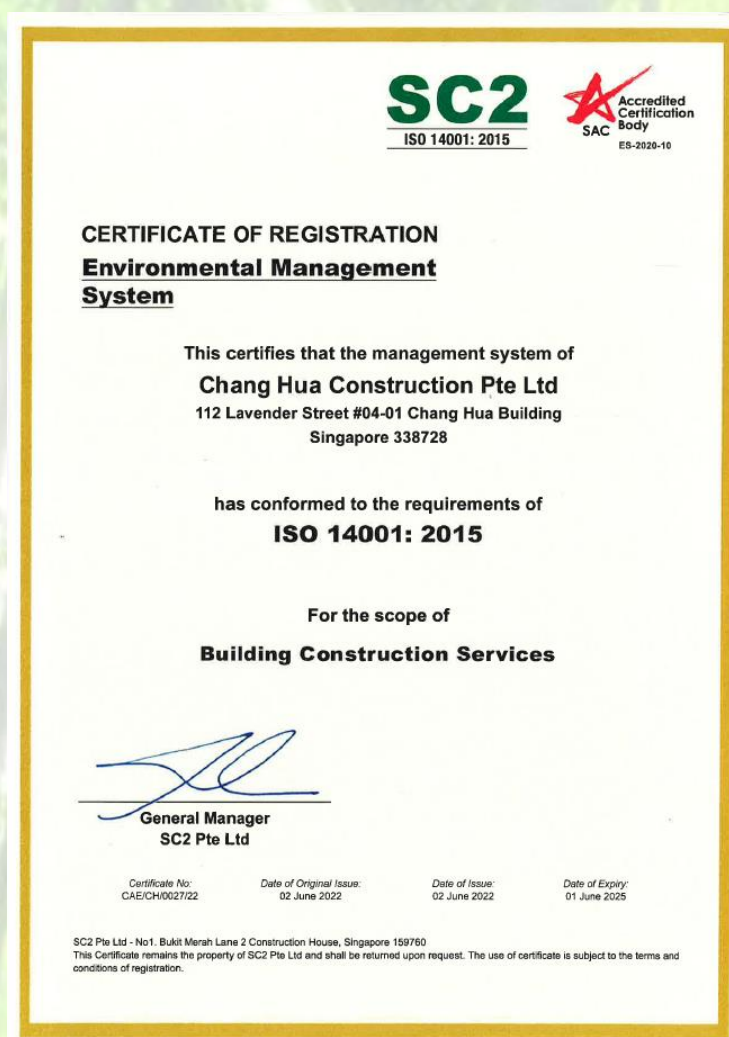 SC2
ISO 14001: 2015
SAC
Accredited
Certification
Body
ES-2020-10
CERTIFICATE OF REGISTRATION
Environmental Management
System
This certifies that the management system of
Chang Hua Construction Pte Ltd
112 Lavender Street #04-01 Chang Hua Building
Singapore 338728
has conformed to the requirements of
ISO 14001: 2015
For the scope of
Building Construction Services
General Manager
SC2 Pte Ltd
Certificate No: Date of Original Issue: Date of Issue: Date of Expiry:
CAE/CH/0027/22 02 June 2022 02 June 2022 01 June 2025
SC2 Pte Ltd - No1. Bukit Merah Lane 2 Construction House, Singapore 159760
This Certificate remains the property of SC2 Pte Ltd and shall be returned upon request. The use of certificate is subject to the terms and
conditions of registration.